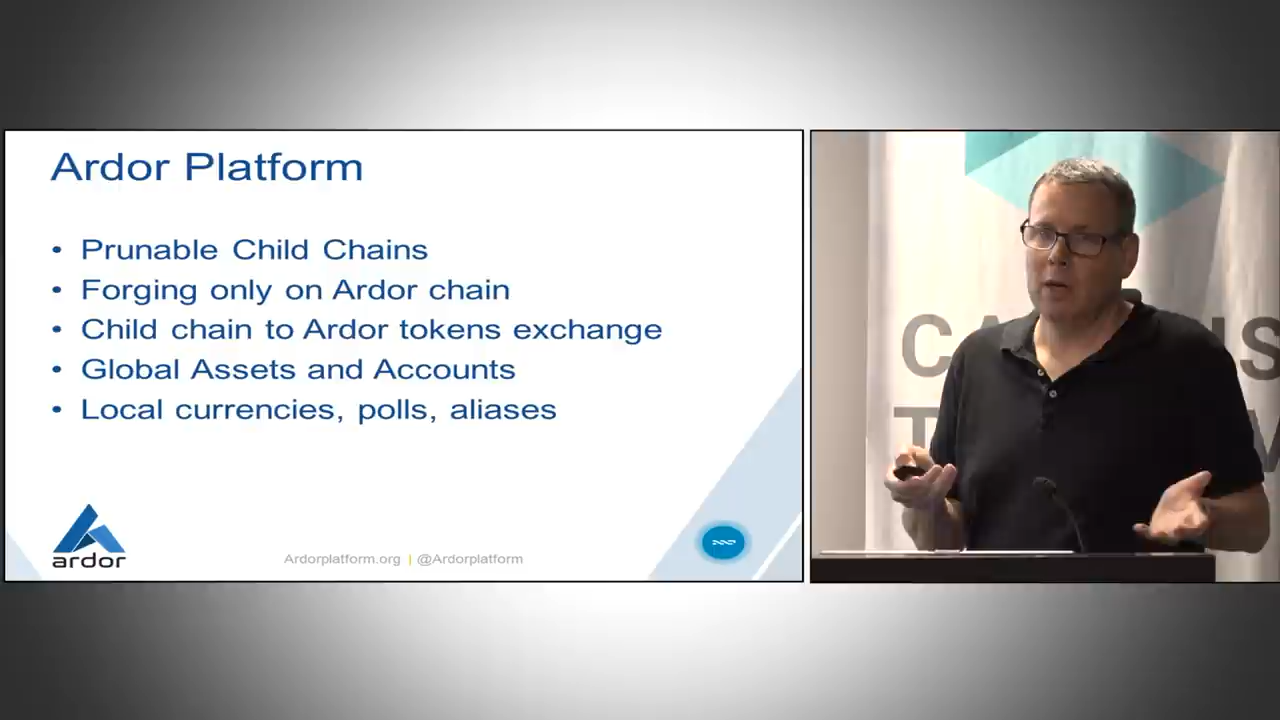 Ardor Platform
• Prunable Child Chains
• Forging only on Ardor chain
• Child chain to Ardor tokens exchange
• Global Assets and Accounts
• Local currencies, polls, aliases
ardor
Ardorplatform.org | @Ardorplatform